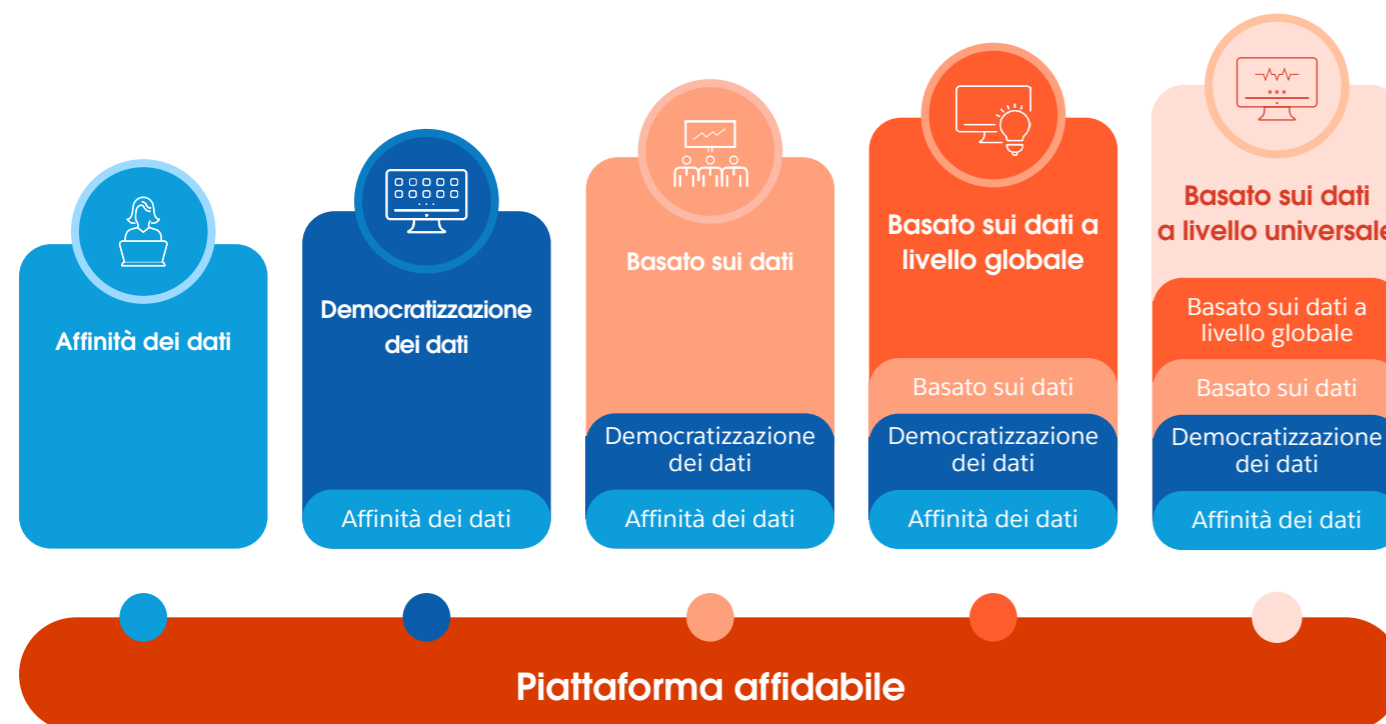 Affinità dei dati
Democratizzazione
dei dati
Affinità dei dati
Basato sui dati
Democratizzazione
dei dati
Affinità dei dati
Basato sui dati a
livello globale
Basato sui dati
Democratizzazione
dei dati
Affinità dei dati
Basato sui dati
a livello universale
Basato sui dati a
livello globale
Basato sui dati
Democratizzazione
dei dati
Affinità dei dati
Piattaforma affidabile